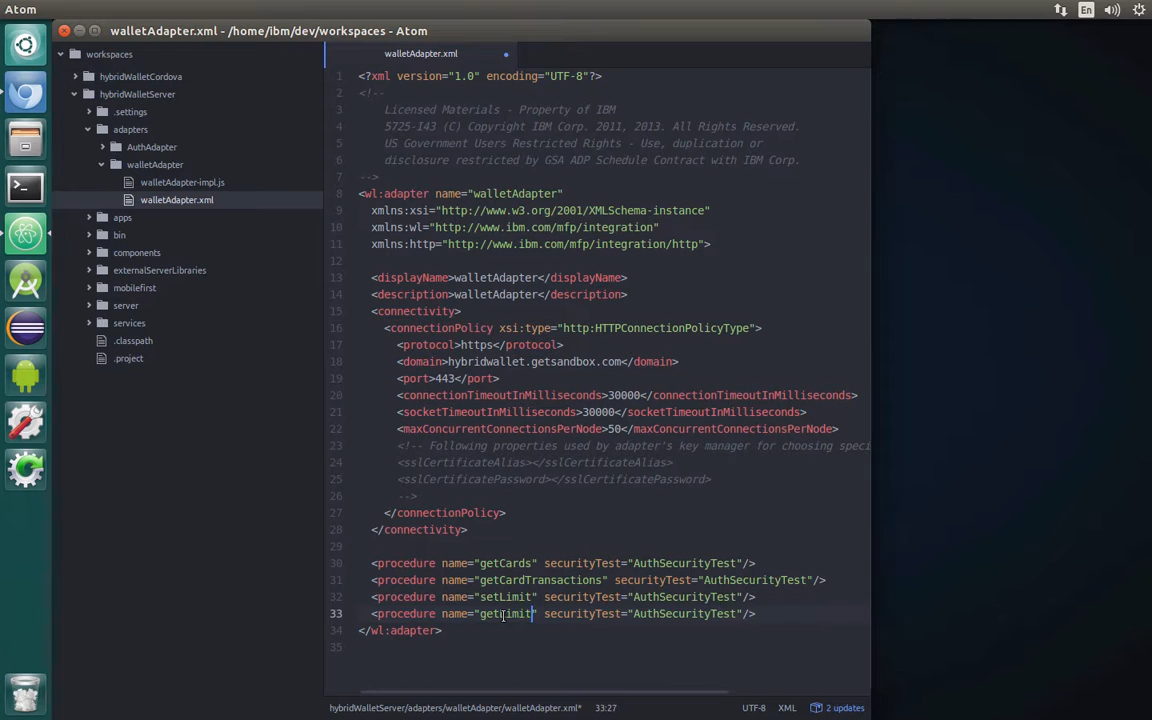 Atom
En
walletAdapter.xml - /home/ibm/dev/workspaces - Atom
workspaces
hybridWalletCordova
hybridWalletServer
.settings
adapters
AuthAdapter
walletAdapter
walletAdapter-impl.js
walletAdapter.xml
apps
bin
components
externalServerLibraries
mobilefirst
server
services
.classpath
.project
walletAdapter.xml
1 <?xml version="1.0" encoding="UTF-8"?>
2 <!--
3 Licensed Materials - Property of IBM
4 5725-I43 (C) Copyright IBM Corp. 2011, 2013. All Rights Reserved.
5 US Government Users Restricted Rights - Use, duplication or
6 disclosure restricted by GSA ADP Schedule Contract with IBM Corp.
7 -->
8 <wl:adapter name="walletAdapter"
9 xmlns:xsi="http://www.w3.org/2001/XMLSchema-instance"
10 xmlns:wl="http://www.ibm.com/mfp/integration"
11 xmlns:http="http://www.ibm.com/mfp/integration/http">
12
13 <displayName>walletAdapter</displayName>
14 <description>walletAdapter</description>
15 <connectivity>
16 <connectionPolicy xsi:type="http:HTTPConnectionPolicyType">
17 <protocol>https</protocol>
18 <domain>hybridwallet.getsandbox.com</domain>
19 <port>443</port>
20 <connectionTimeoutInMilliseconds>30000</connectionTimeoutInMilliseconds>
21 <socketTimeoutInMilliseconds>30000</socketTimeoutInMilliseconds>
22 <maxConcurrentConnectionsPerNode>50</maxConcurrentConnectionsPerNode>
23 <!-- Following properties used by adapter's key manager for choosing speci
24 <sslCertificateAlias></sslCertificateAlias>
25 <sslCertificatePassword></sslCertificatePassword>
26 -->
27 </connectionPolicy>
28 </connectivity>
29
30 <procedure name="getCards" securityTest="AuthSecurityTest"/>
31 <procedure name="getCardTransactions" securityTest="AuthSecurityTest"/>
32 <procedure name="setLimit" securityTest="AuthSecurityTest"/>
33 <procedure name="getLimit" securityTest="AuthSecurityTest"/>
34 </wl:adapter>
35
hybridWalletServer/adapters/walletAdapter/walletAdapter.xml* 33:27 UTF-8 XML 2 updates